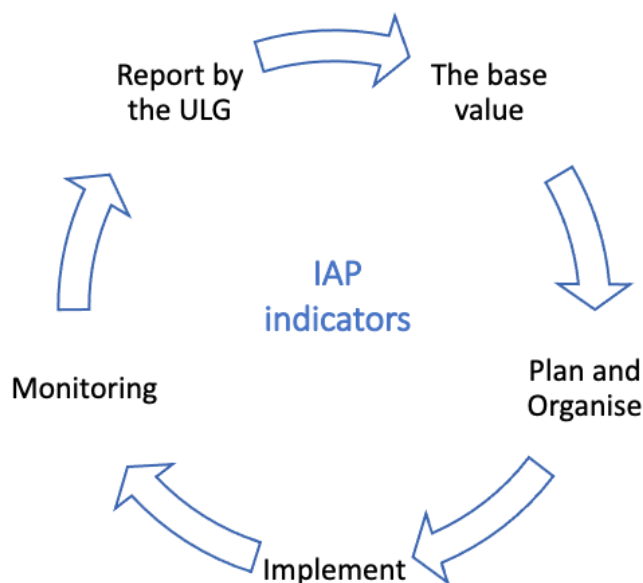 Report by
the ULG
The base
value
IAP
indicators
Plan and
Organise
Monitoring
Implement